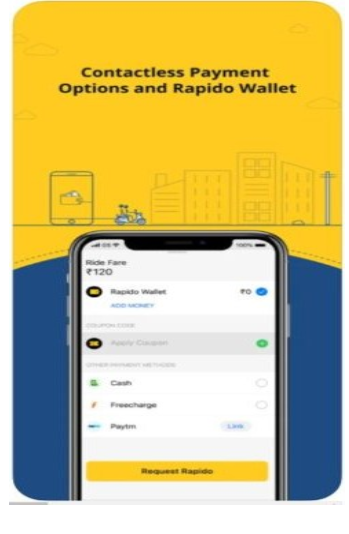 Contactless Payment
Options and Rapido Wallet
100%
Ride Fare
₹120
Rapido Wallet ₹0
ADD MONEY
COUPON CODE
Apply Coupon
OTHER PAYMENT METHODS
Cash
Freecharge
Paytm Link
Request Rapido